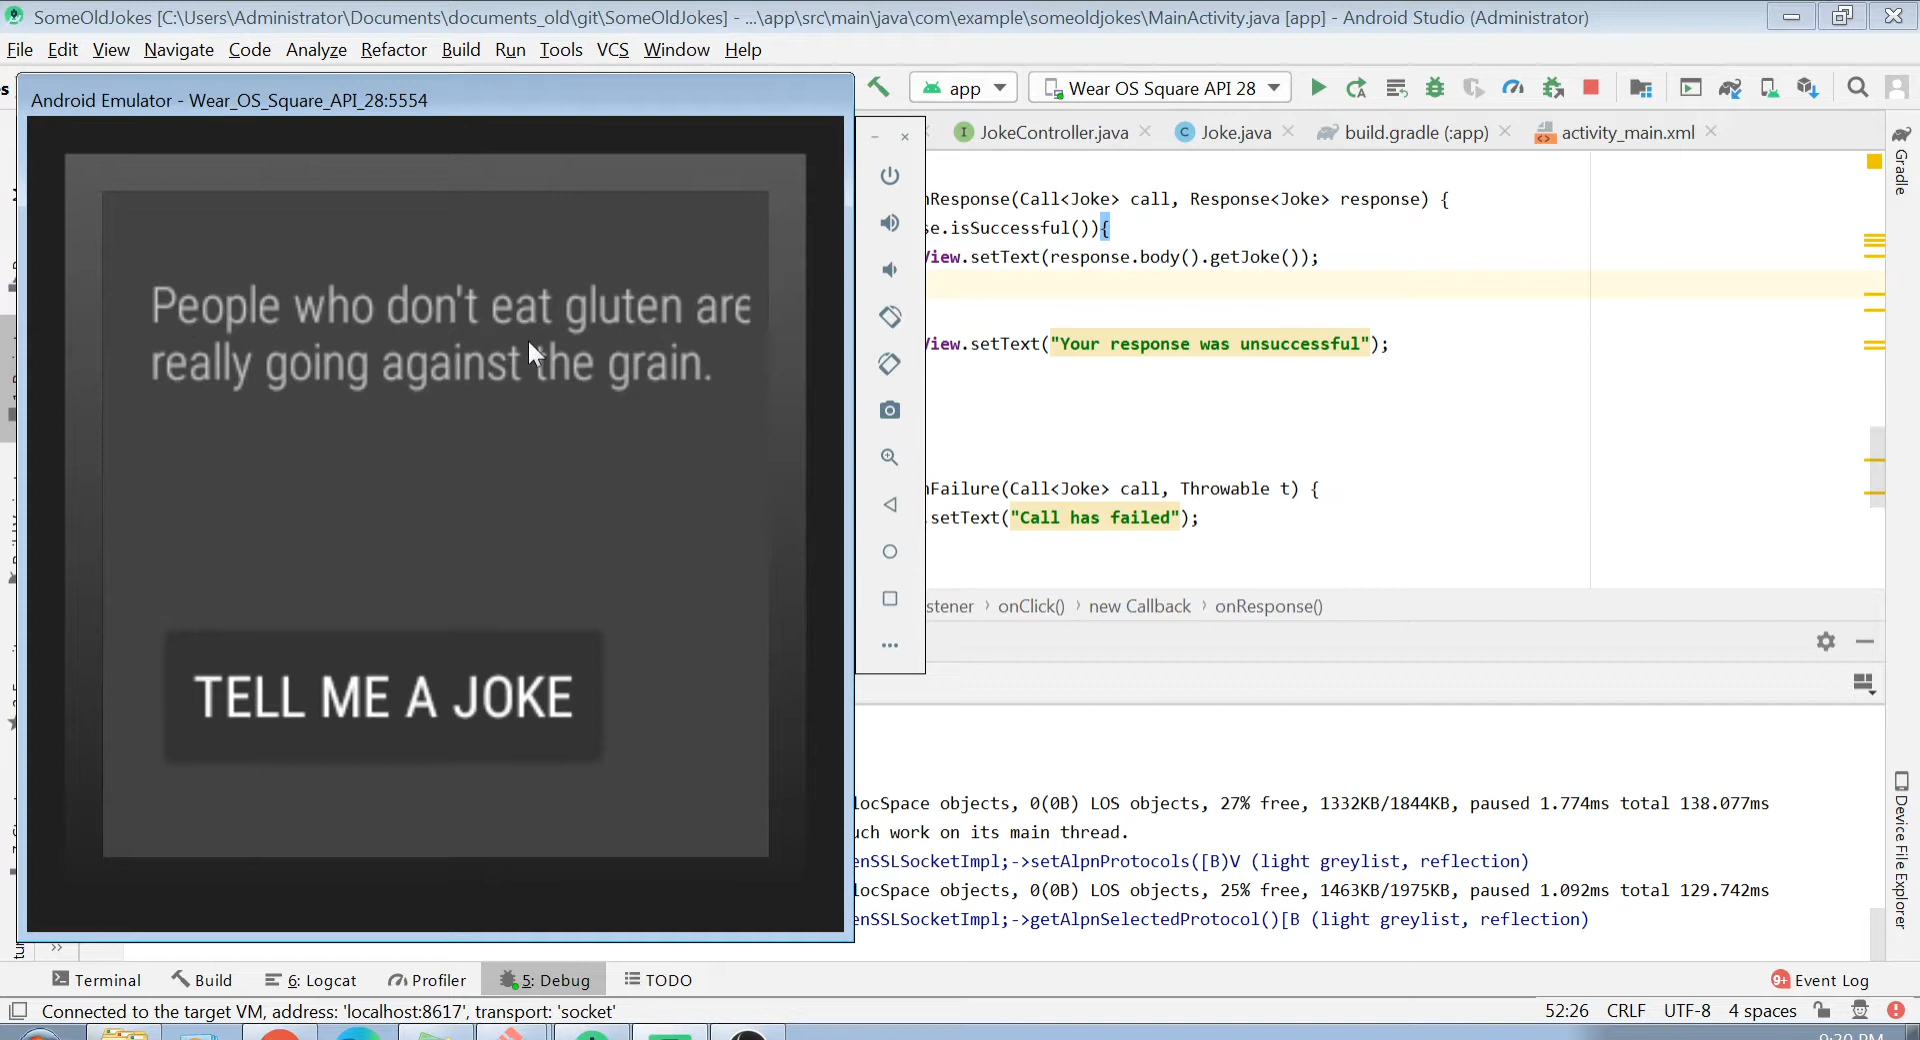 SomeOldJokes [C:\Users\Administrator\Documents\documents_old\git\SomeOldJokes] - ...\app\src\main\java\com\example\someoldjokes\MainActivity.java [app] - Android Studio (Administrator)
File Edit View Navigate Code Analyze Refactor Build Run Tools VCS Window Help
app Wear OS Square API 28
Android Emulator - Wear_OS_Square_API_28:5554
JokeController.java Joke.java build.gradle (:app) activity_main.xml
People who don't eat gluten are
really going against the grain.
TELL ME A JOKE
nResponse(Call<Joke> call, Response<Joke> response) {
se.isSuccessful()){
View.setText(response.body().getJoke());
View.setText("Your response was unsuccessful");
nFailure(Call<Joke> call, Throwable t) {
.setText("Call has failed");
stener › onClick() › new Callback › onResponse()
locSpace objects, 0(0B) LOS objects, 27% free, 1332KB/1844KB, paused 1.774ms total 138.077ms
uch work on its main thread.
enSSLSocketImpl;->setAlpnProtocols([B)V (light greylist, reflection)
locSpace objects, 0(0B) LOS objects, 25% free, 1463KB/1975KB, paused 1.092ms total 129.742ms
enSSLSocketImpl;->getAlpnSelectedProtocol()[B (light greylist, reflection)
Gradle
Device File Explorer
Terminal Build 6: Logcat Profiler 5: Debug TODO 9+ Event Log
Connected to the target VM, address: 'localhost:8617', transport: 'socket' 52:26 CRLF UTF-8 4 spaces